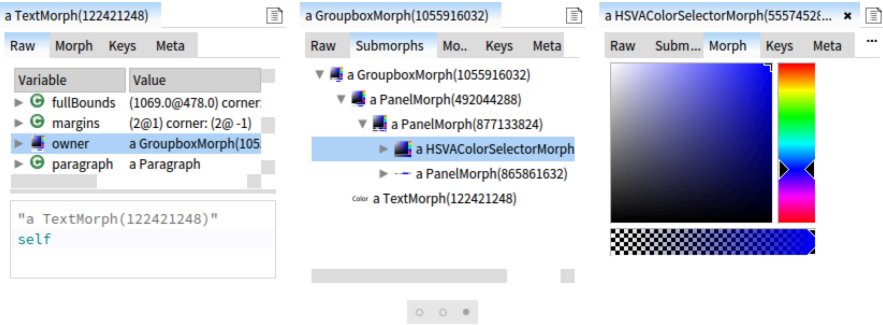 a TextMorph(122421248)
Raw Morph Keys Meta
Variable Value
fullBounds (1069.0@478.0) corner:
margins (2@1) corner: (2@ -1)
owner a GroupboxMorph(105
paragraph a Paragraph
"a TextMorph(122421248)"
self
a GroupboxMorph(1055916032)
Raw Submorphs Mo.. Keys Meta
a GroupboxMorph(1055916032)
a PanelMorph(492044288)
a PanelMorph(877133824)
a HSVAColorSelectorMorph
a PanelMorph(865861632)
Color a TextMorph(122421248)
a HSVAColorSelectorMorph(55574528...
Raw Subm... Morph Keys Meta ...